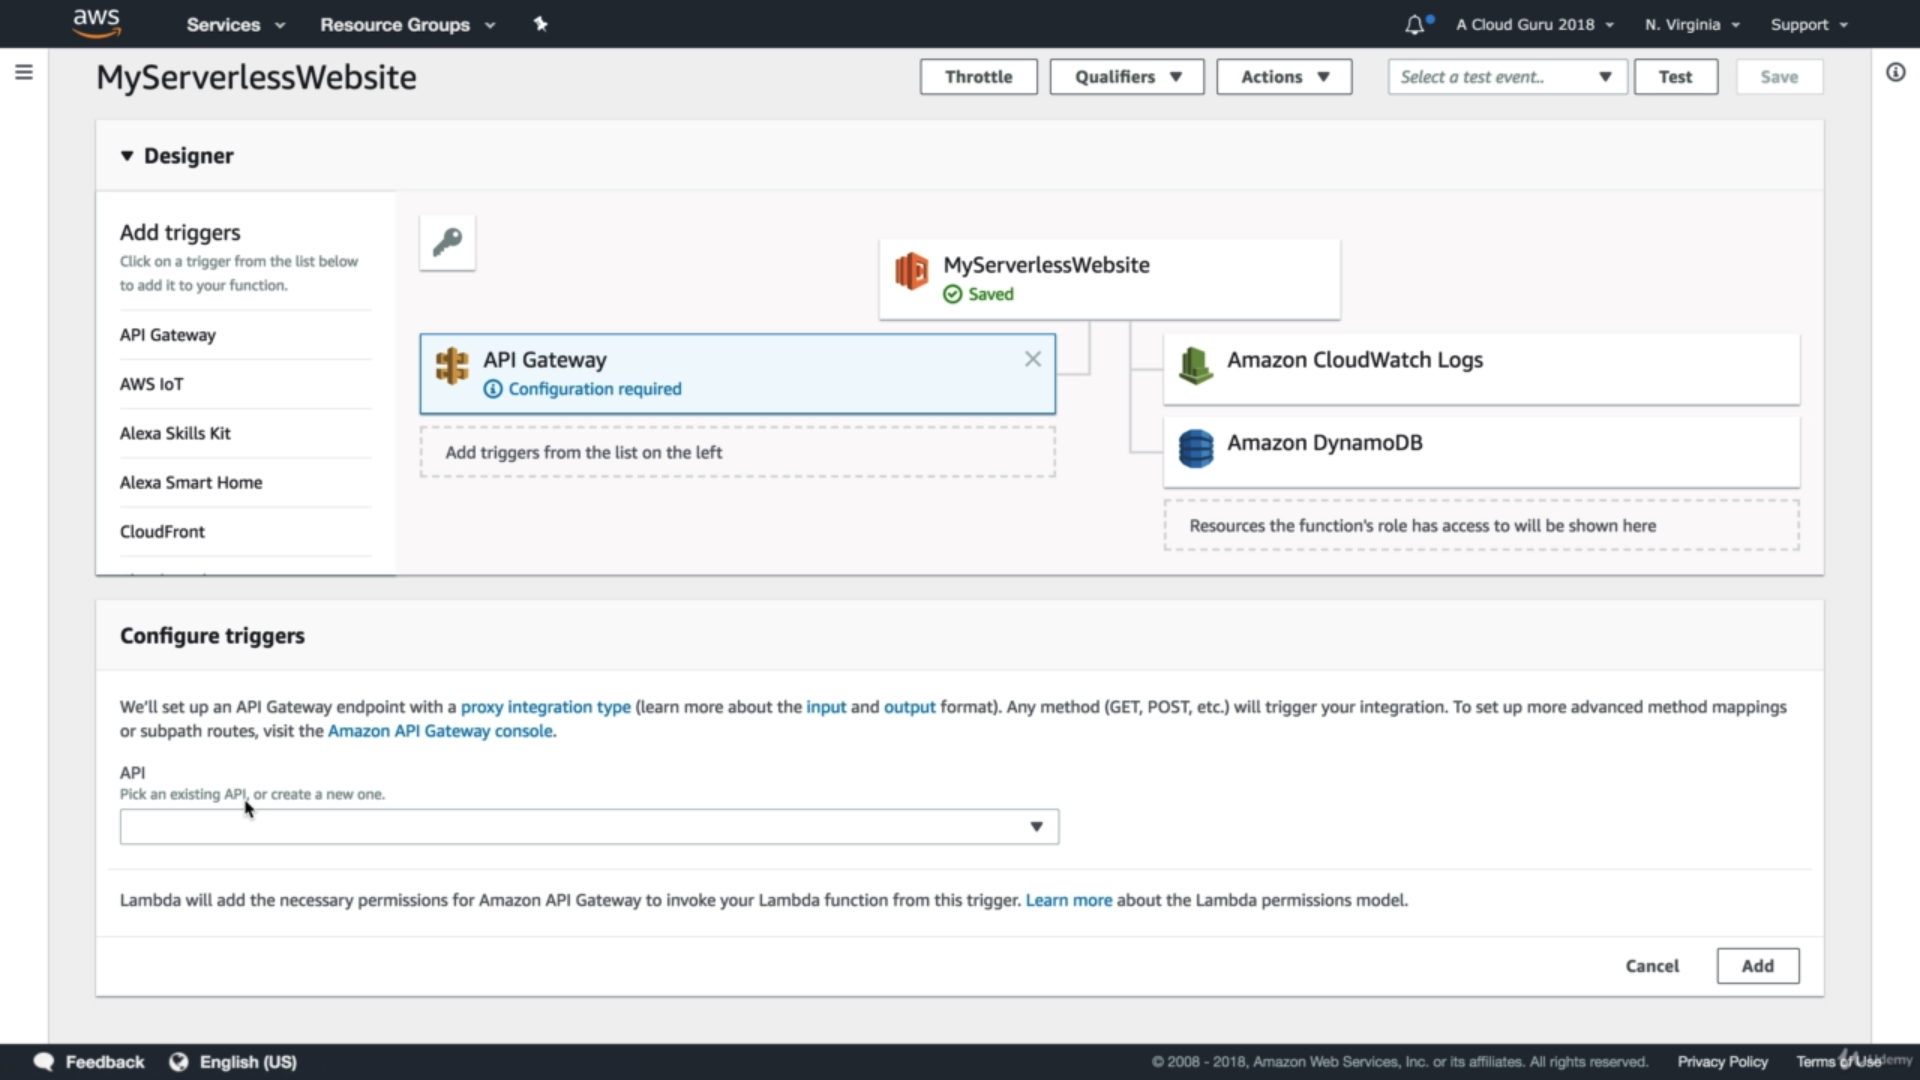 aws
Services
Resource Groups
A Cloud Guru 2018
N. Virginia
Support
MyServerlessWebsite
Throttle
Qualifiers
Actions
Select a test event..
Test
Save
Designer
Add triggers
Click on a trigger from the list below
to add it to your function.
API Gateway
AWS IoT
Alexa Skills Kit
Alexa Smart Home
CloudFront
MyServerlessWebsite
Saved
API Gateway
Configuration required
Add triggers from the list on the left
Amazon CloudWatch Logs
Amazon DynamoDB
Resources the function's role has access to will be shown here
Configure triggers
We'll set up an API Gateway endpoint with a proxy integration type (learn more about the input and output format). Any method (GET, POST, etc.) will trigger your integration. To set up more advanced method mappings
or subpath routes, visit the Amazon API Gateway console.
API
Pick an existing API, or create a new one.
Lambda will add the necessary permissions for Amazon API Gateway to invoke your Lambda function from this trigger. Learn more about the Lambda permissions model.
Cancel
Add
Feedback
English (US)
© 2008 - 2018, Amazon Web Services, Inc. or its affiliates. All rights reserved.
Privacy Policy
Terms of Use